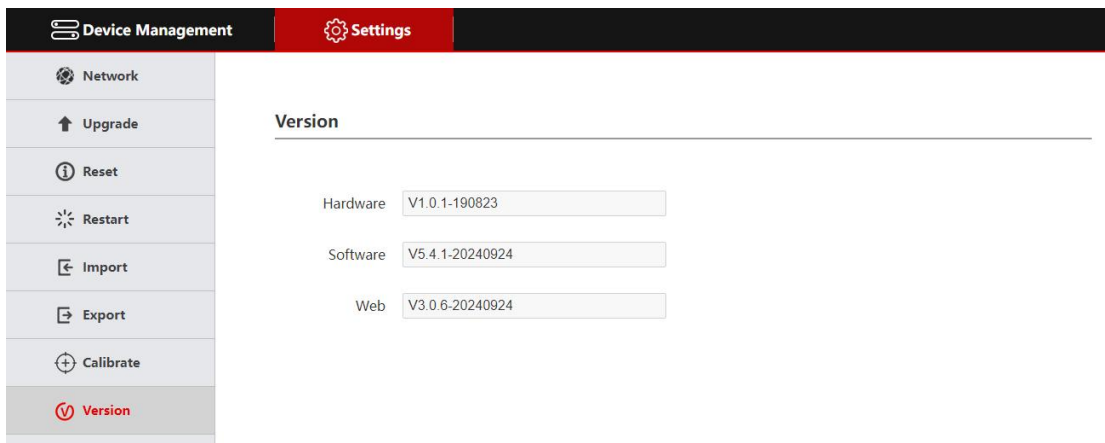 Device Management
Settings
Network
Upgrade
Reset
Restart
Import
Export
Calibrate
Version
Version
Hardware V1.0.1-190823
Software V5.4.1-20240924
Web V3.0.6-20240924